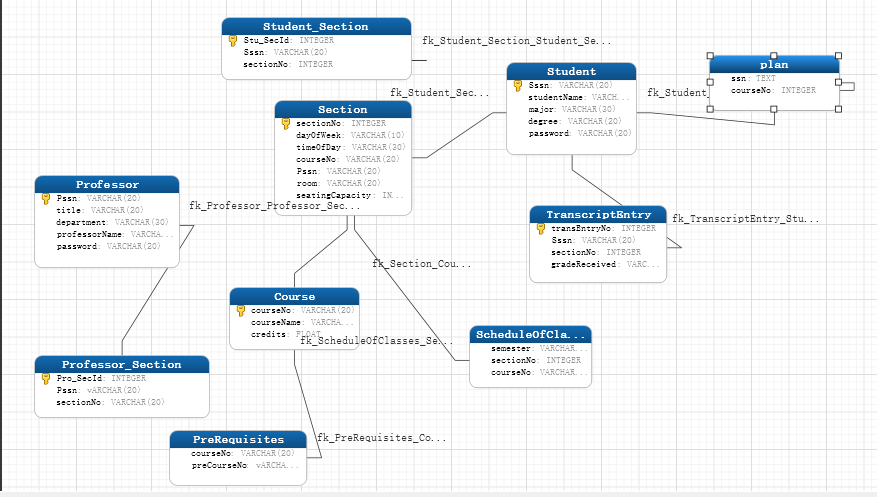 Student_Section
Stu_SecId: INTEGER
Sssn: VARCHAR(20)
sectionNo: INTEGER
fk_Student_Section_Student_Se...
plan
ssn: TEXT
courseNo: INTEGER
Student
Sssn: VARCHAR(20)
studentName: VARCH...
major: VARCHAR(30)
degree: VARCHAR(20)
password: VARCHAR(20)
fk_Student_Sec...
fk_Student_
Section
sectionNo: INTEGER
dayOfWeek: VARCHAR(10)
timeOfDay: VARCHAR(30)
courseNo: VARCHAR(20)
Pssn: VARCHAR(20)
room: VARCHAR(20)
seatingCapacity: IN...
Professor
Pssn: VARCHAR(20)
title: VARCHAR(20)
department: VARCHAR(30)
professorName: VARCHA...
password: VARCHAR(20)
fk_Professor_Professor_Sec...
TranscriptEntry
transEntryNo: INTEGER
Sssn: VARCHAR(20)
sectionNo: INTEGER
gradeReceived: VARC...
fk_TranscriptEntry_Stu...
fk_Section_Cou...
Course
courseNo: VARCHAR(20)
courseName: VARCHA...
credits: FLOAT
fk_ScheduleOfClasses_Se...
ScheduleOfCla...
semester: VARCHAR...
sectionNo: INTEGER
courseNo: VARCHAR...
Professor_Section
Pro_SecId: INTEGER
Pssn: vARCHAR(20)
sectionNo: VARCHAR(20)
PreRequisites
courseNo: VARCHAR(20)
preCourseNo: vARCHA...
fk_PreRequisites_Co...